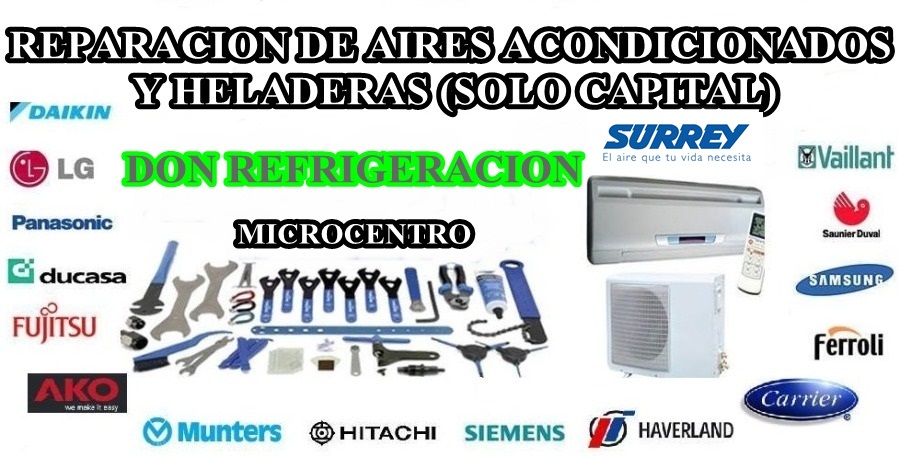 REPARACION DE AIRES ACONDICIONADOS
Y HELADERAS (SOLO CAPITAL)
DAIKIN
SURREY
El aire que tu vida necesita
DON REFRIGERACION
LG
Vaillant
Panasonic
MICROCENTRO
Saunier Duval
ducasa
SAMSUNG
FUJITSU
Ferroli
AKO
we make it easy
Carrier
Munters
HITACHI
SIEMENS
HAVERLAND